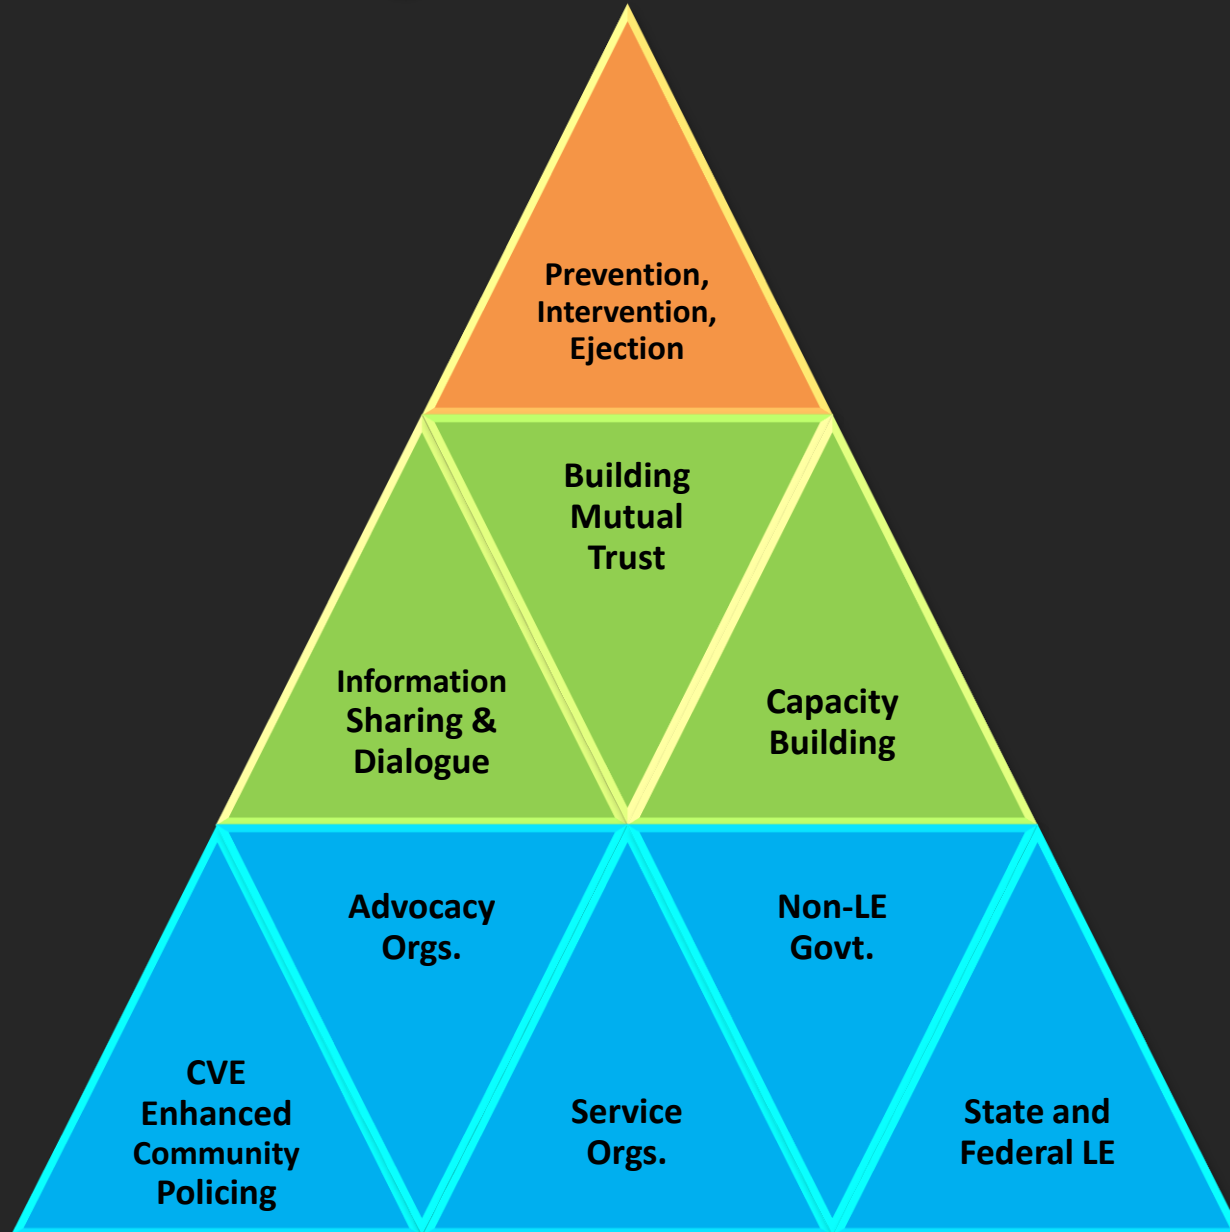 Prevention,
Intervention,
Ejection
Building
Mutual
Trust
Information
Sharing &
Dialogue
Capacity
Building
Advocacy
Orgs.
Non-LE
Govt.
CVE
Enhanced
Community
Policing
Service
Orgs.
State and
Federal LE